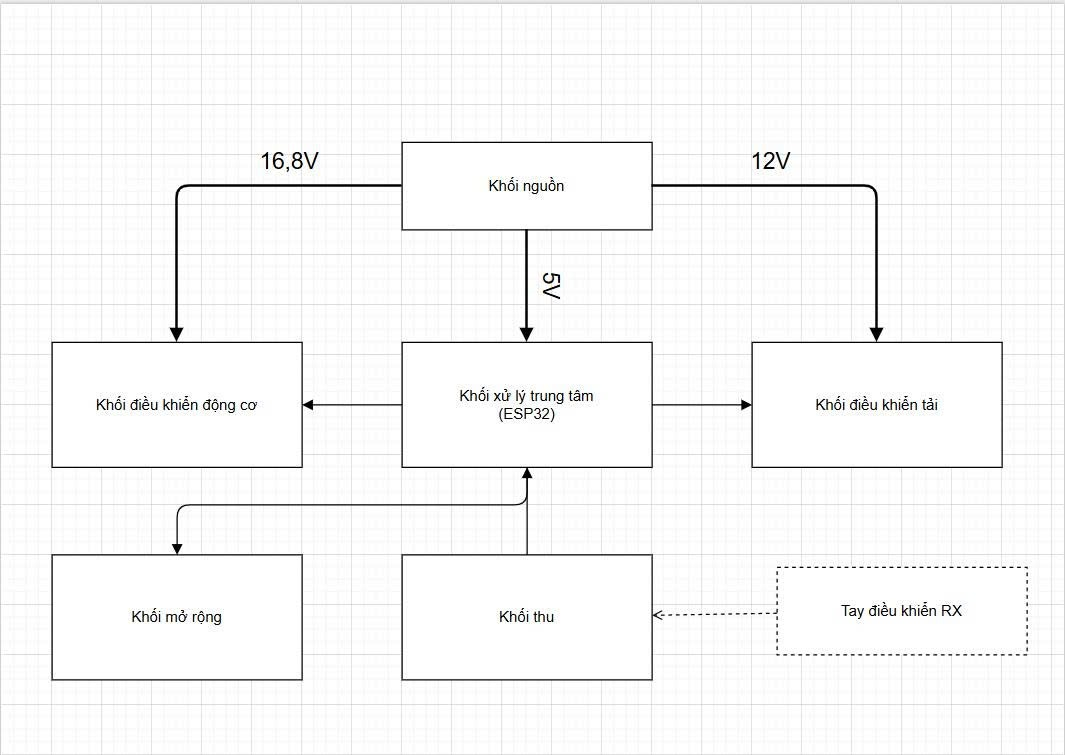 16,8V
Khối nguồn
12V
5V
Khối điều khiển động cơ
Khối xử lý trung tâm
(ESP32)
Khối điều khiển tải
Khối mở rộng
Khối thu
Tay điều khiển RX